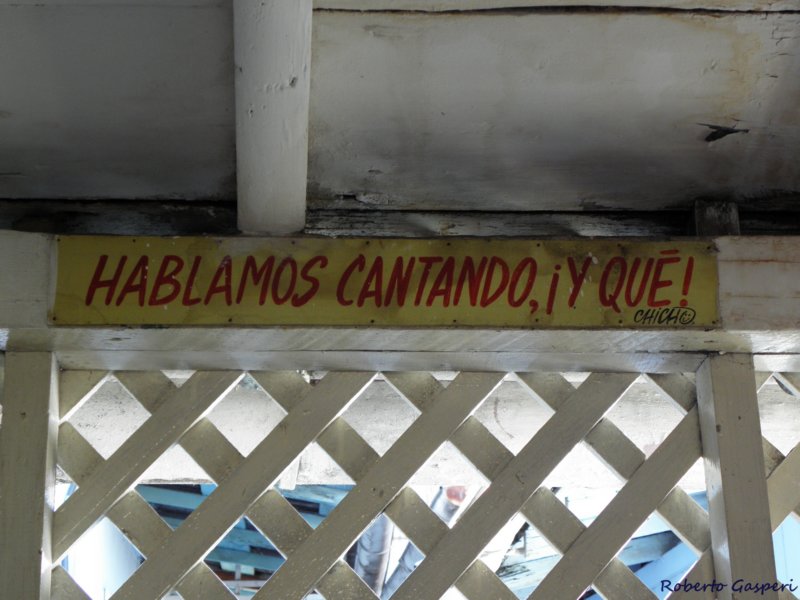 HABLAMOS CANTANDO, ¡Y QUÉ!
CHICHO
Roberto Gasperi